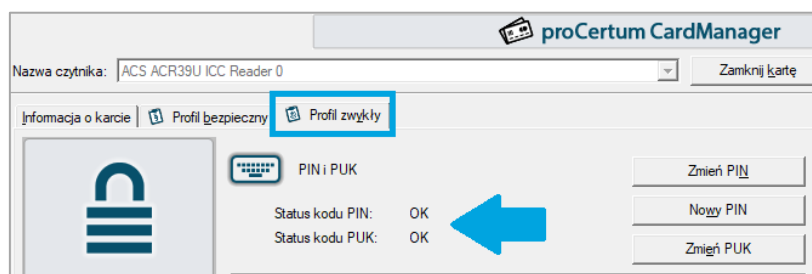 proCertum CardManager
Nazwa czytnika: ACS ACR39U ICC Reader 0 Zamknij kartę
Informacja o karcie Profil bezpieczny Profil zwykły
PIN i PUK Zmień PIN
Status kodu PIN: OK Nowy PIN
Status kodu PUK: OK Zmień PUK